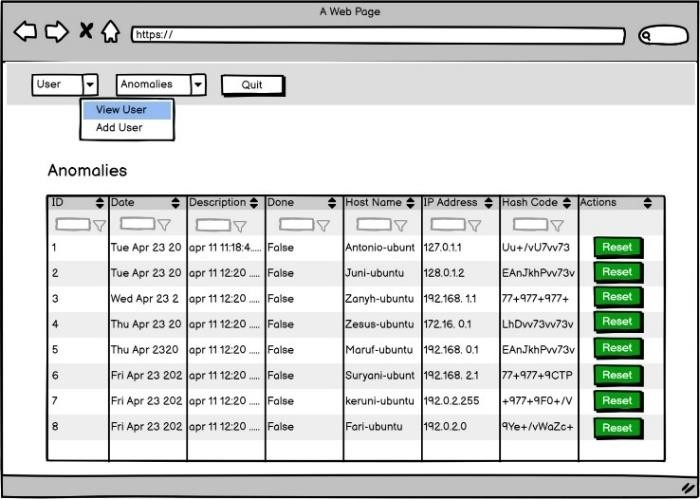 A Web Page
https://
User Anomalies Quit
View User
Add User
Anomalies
ID Date Description Done Host Name IP Address Hash Code Actions
1 Tue Apr 23 20 apr 11 11:18:4..... False Antonio-ubunt 127.0.1.1 Uu+/vU7vv73 Reset
2 Tue Apr 23 20 apr 11 12:20 ..... False Juni-ubuntu 128.0.1.2 EAnJkhPvv73v Reset
3 Wed Apr 23 2 apr 11 12:20 ..... False Zanyh-ubuntu 192.168. 1.1 77+977+977+ Reset
4 Thu Apr 23 20 apr 11 12:20 ..... False Zesus-ubuntu 172.16. 0.1 LhDvv73vv73v Reset
5 Thu Apr 2320 apr 11 12:20 ..... False Maruf-ubuntu 192.168. 0.1 EAnJkhPvv73v Reset
6 Fri Apr 23 202 apr 11 12:20 ..... False Suryani-ubunt 192.168. 2.1 77+977+9CTP Reset
7 Fri Apr 23 202 apr 11 12:20 ..... False keruni-ubuntu 192.0.2.255 +977+9F0+/V Reset
8 Fri Apr 23 202 apr 11 12:20 ..... False Fari-ubuntu 192.0.2.0 9Ye+/vWaZc+ Reset